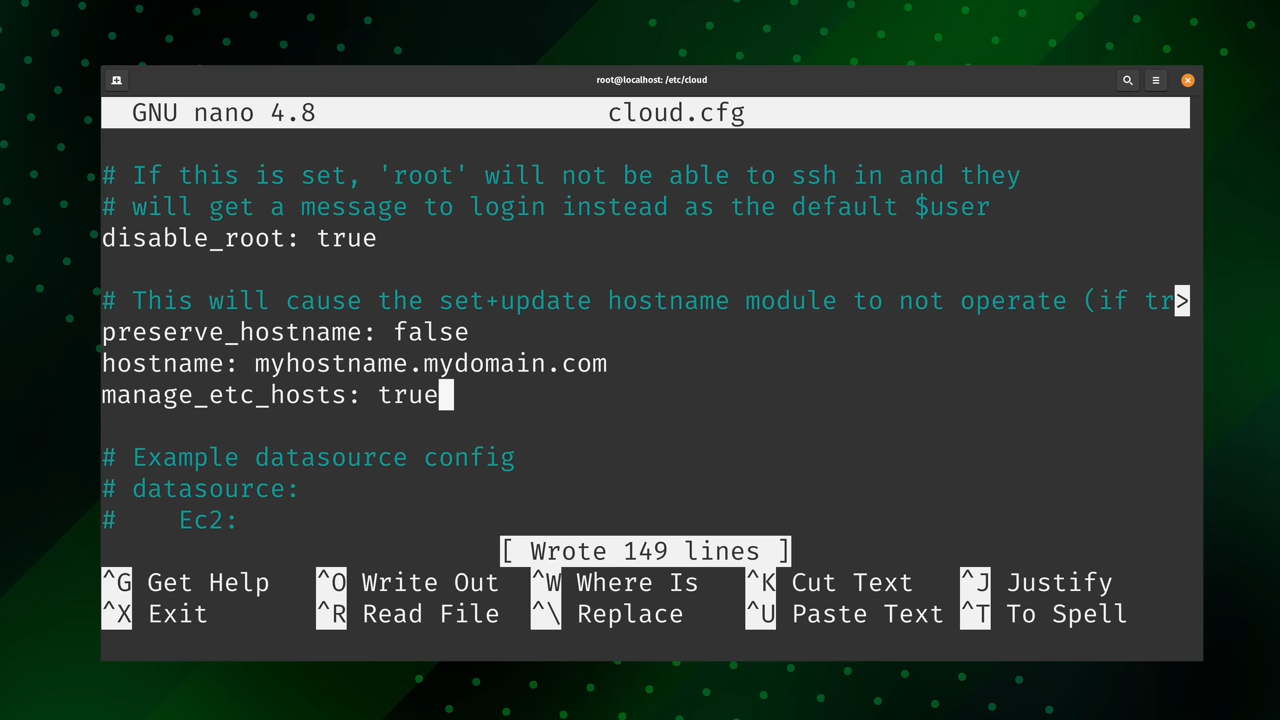 root@localhost: /etc/cloud
GNU nano 4.8 cloud.cfg
# If this is set, 'root' will not be able to ssh in and they
# will get a message to login instead as the default $user
disable_root: true
# This will cause the set+update hostname module to not operate (if tr>
preserve_hostname: false
hostname: myhostname.mydomain.com
manage_etc_hosts: true
# Example datasource config
# datasource:
#    Ec2:
[ Wrote 149 lines ]
^G Get Help ^O Write Out ^W Where Is ^K Cut Text ^J Justify
^X Exit ^R Read File ^\ Replace ^U Paste Text ^T To Spell